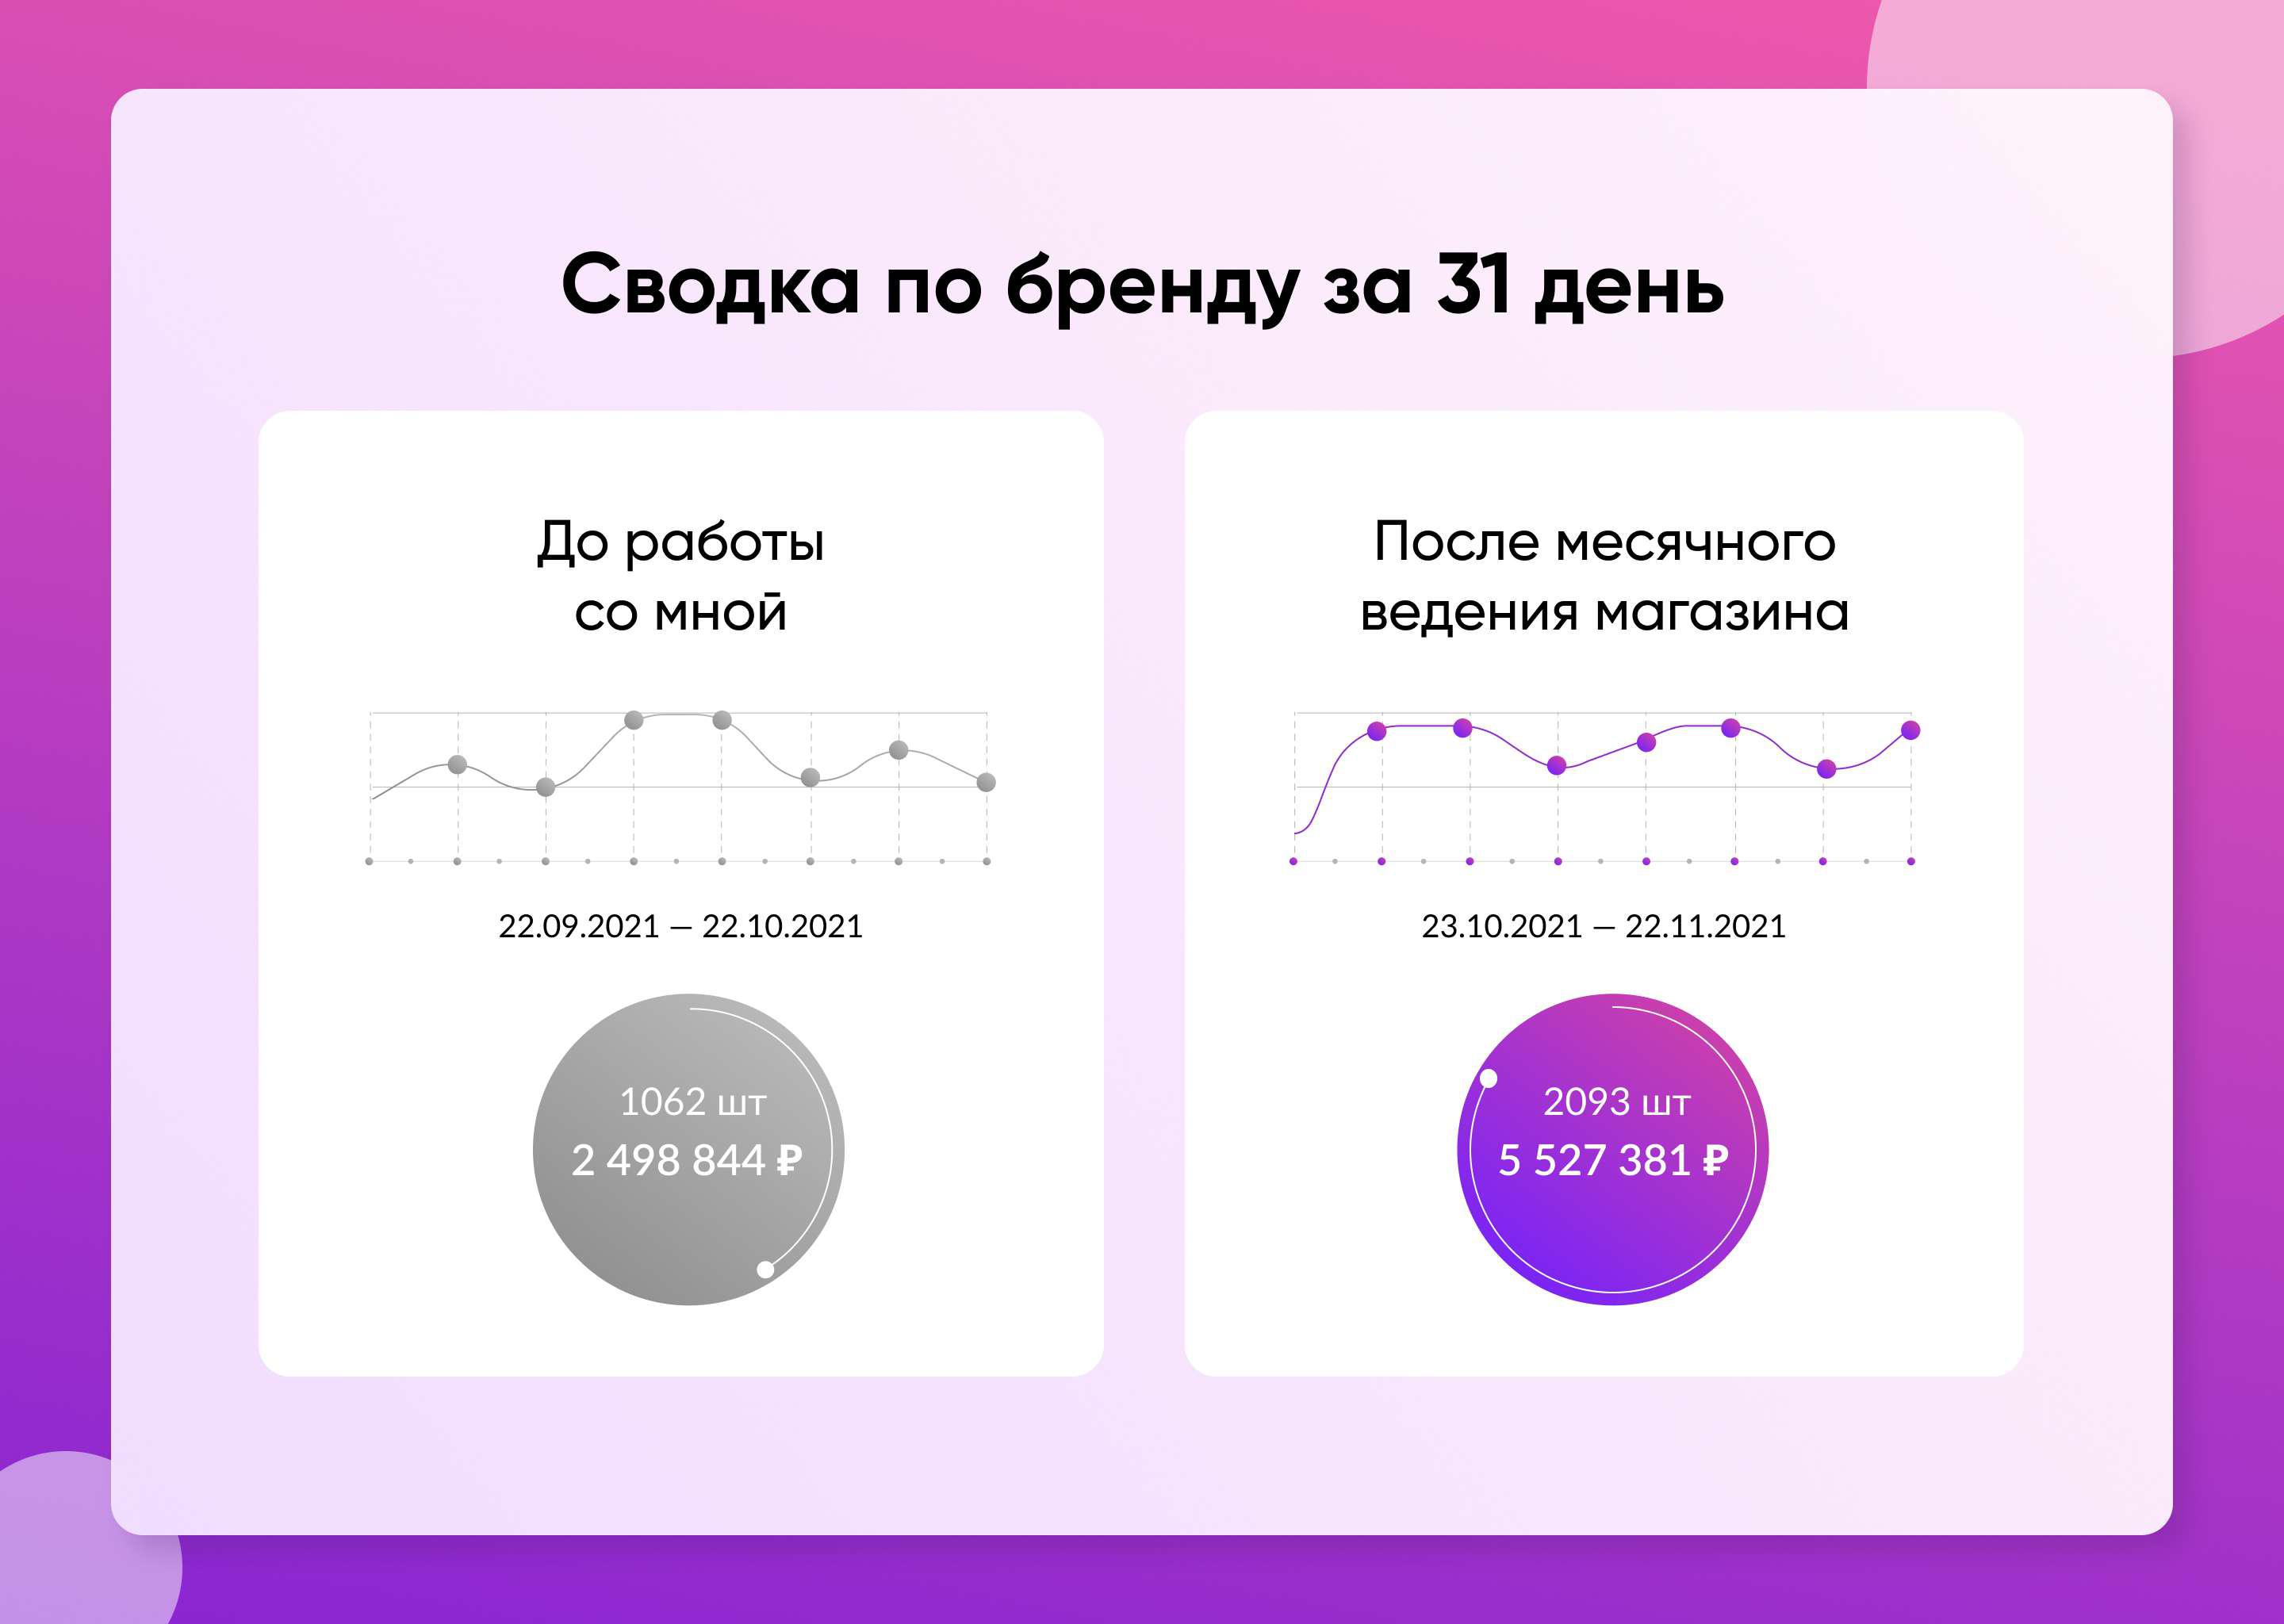 Сводка по бренду за 31 день
До работы
со мной
22.09.2021 — 22.10.2021
1062 шт
2 498 844 ₽
После месячного
ведения магазина
23.10.2021 — 22.11.2021
2093 шт
5 527 381 ₽